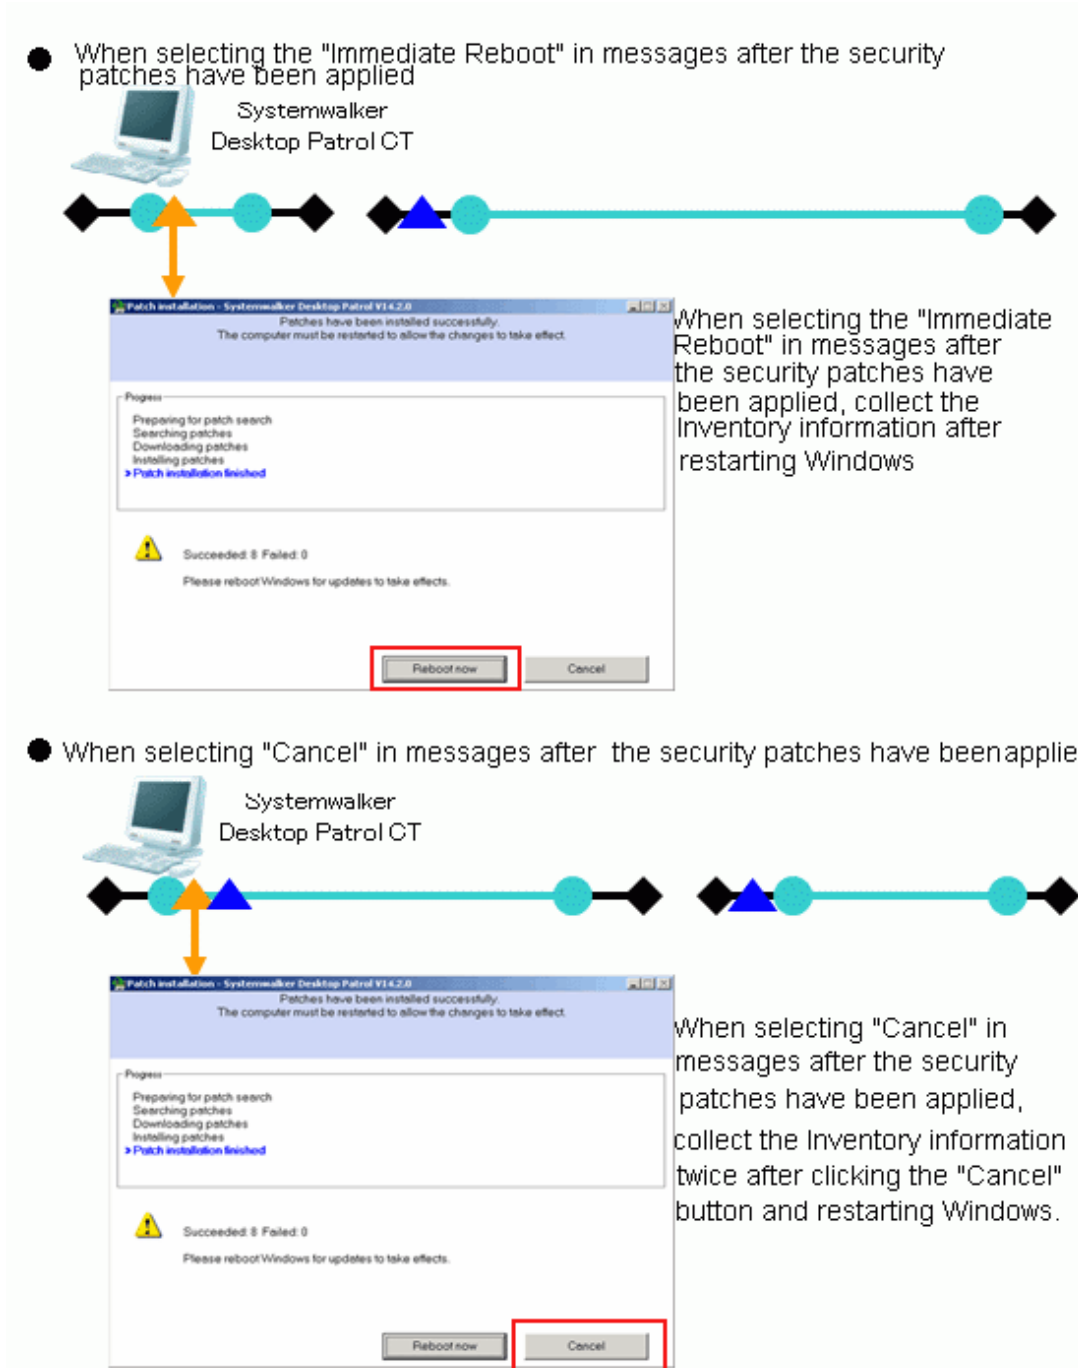 When selecting the "Immediate Reboot" in messages after the security
patches have been applied
Systemwalker
Desktop Patrol CT
Patch installation - Systemwalker Desktop Patrol V14.2.0
Patches have been installed successfully.
The computer must be restarted to allow the changes to take effect.
Progress
Preparing for patch search
Searching patches
Downloading patches
Installing patches
> Patch installation finished
Succeeded: 8 Failed: 0
Please reboot Windows for updates to take effects.
Reboot now
Cancel
When selecting the "Immediate
Reboot" in messages after
the security patches have
been applied, collect the
Inventory information after
restarting Windows
When selecting "Cancel" in messages after the security patches have been applie
Systemwalker
Desktop Patrol CT
Patch installation - Systemwalker Desktop Patrol V14.2.0
Patches have been installed successfully.
The computer must be restarted to allow the changes to take effect.
Progress
Preparing for patch search
Searching patches
Downloading patches
Installing patches
> Patch installation finished
Succeeded: 8 Failed: 0
Please reboot Windows for updates to take effects.
Reboot now
Cancel
When selecting "Cancel" in
messages after the security
patches have been applied,
collect the Inventory information
twice after clicking the "Cancel"
button and restarting Windows.